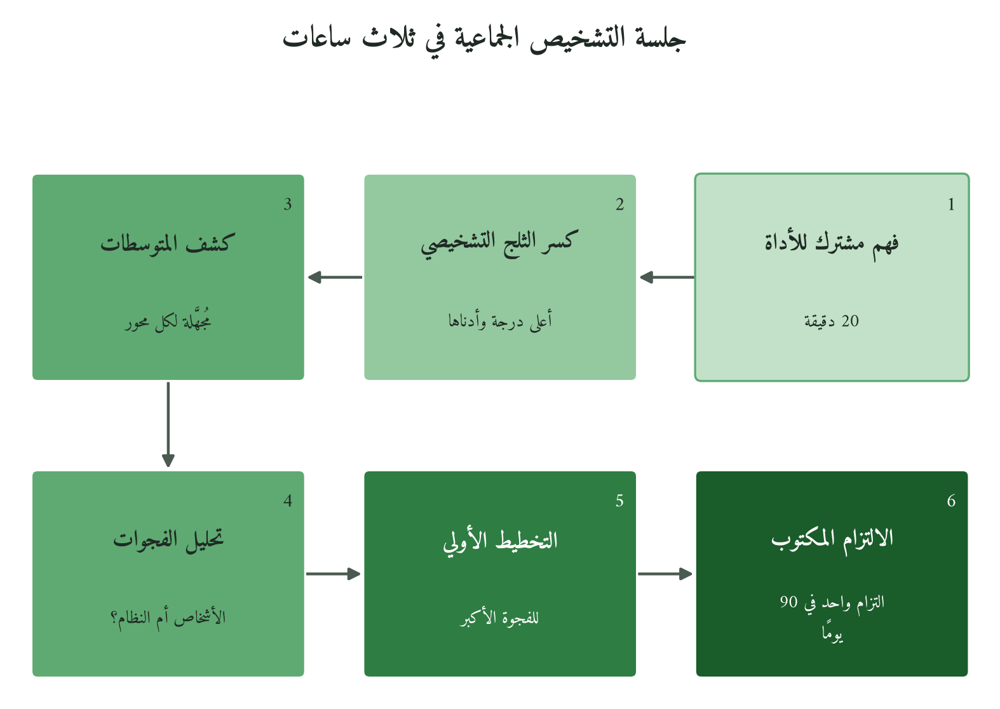 جلسة التشخيص الجماعية في ثلاث ساعات
1
فهم مشترك للأداة
20 دقيقة
2
كسر الثلج التشخيصي
أعلى درجة وأدناها
3
كشف المتوسطات
مُجهَّلة لكل محور
4
تحليل الفجوات
الأشخاص أم النظام؟
5
التخطيط الأولي
للفجوة الأكبر
6
الالتزام المكتوب
التزام واحد في 90
يومًا